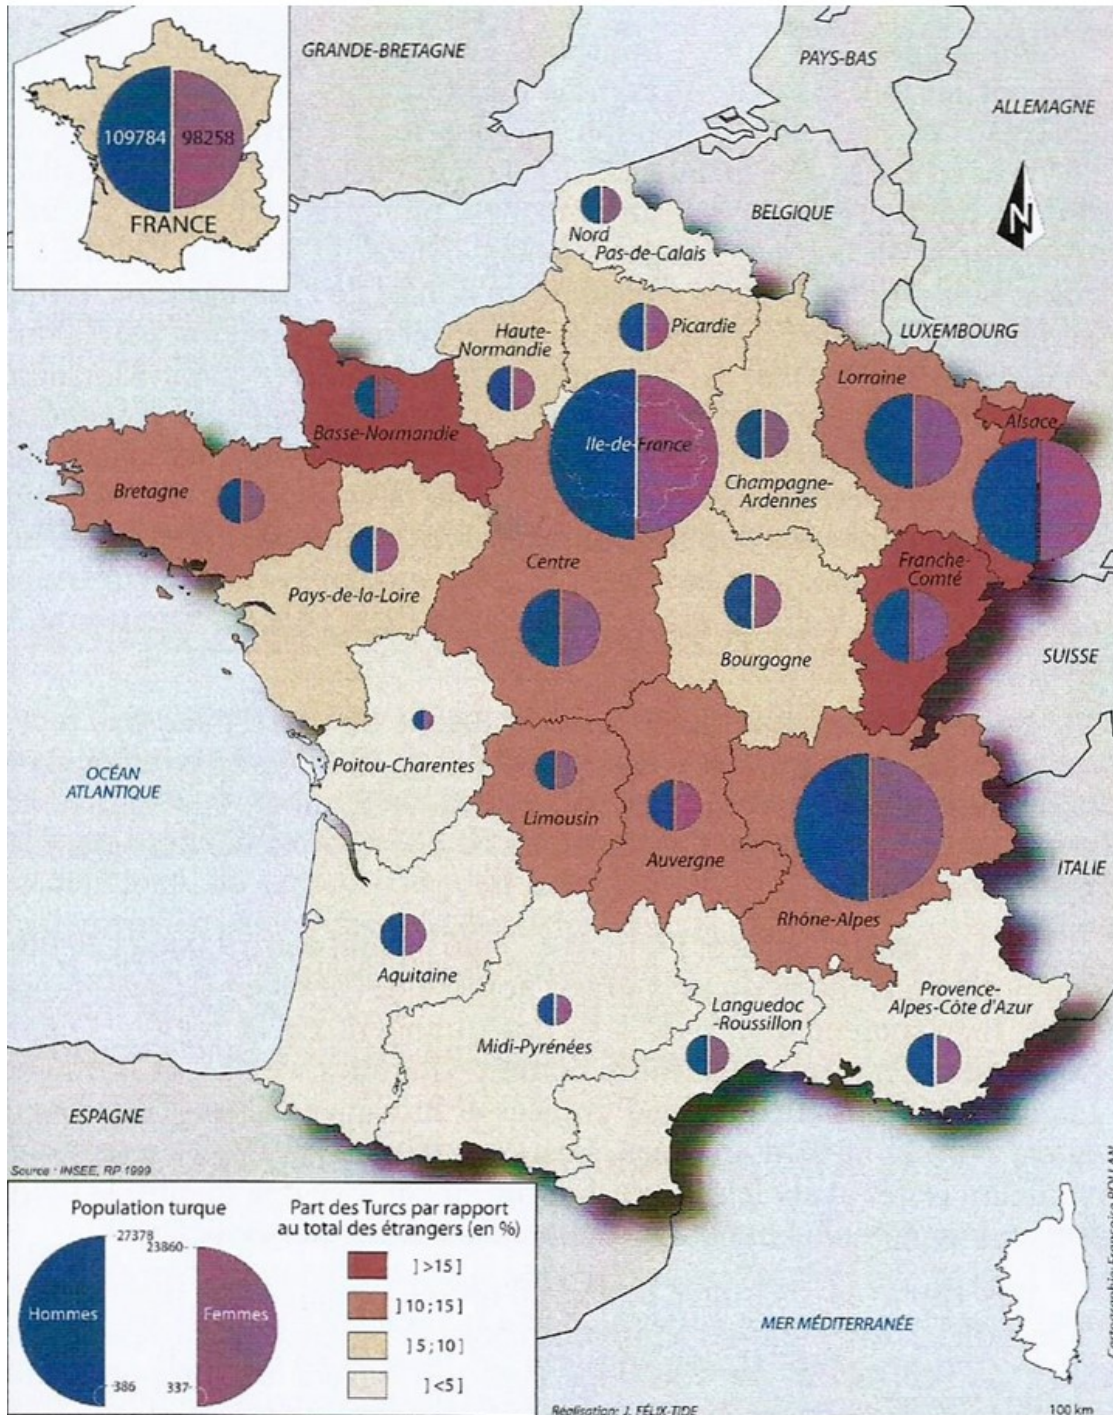 109784
98258
FRANCE
GRANDE-BRETAGNE
PAYS-BAS
ALLEMAGNE
N
BELGIQUE
LUXEMBOURG
Nord
Pas-de-Calais
Haute-
Normandie
Picardie
Lorraine
Alsace
Basse-Normandie
Ile-de-France
Champagne-
Ardennes
Bretagne
Pays-de-la-Loire
Centre
Franche-
Comté
Bourgogne
SUISSE
OCÉAN
ATLANTIQUE
Poitou-Charentes
Limousin
Auvergne
Rhône-Alpes
ITALIE
Aquitaine
Midi-Pyrénées
Languedoc
-Roussillon
Provence-
Alpes-Côte d'Azur
ESPAGNE
Source : INSEE, RP 1999
Population turque
27378
23860
Hommes
Femmes
386
337
Part des Turcs par rapport
au total des étrangers (en %)
] >15 ]
] 10 ; 15 ]
] 5 ; 10 ]
] <5 ]
MER MÉDITERRANÉE
Réalisation: J. FÉLIX-TIDE
100 km